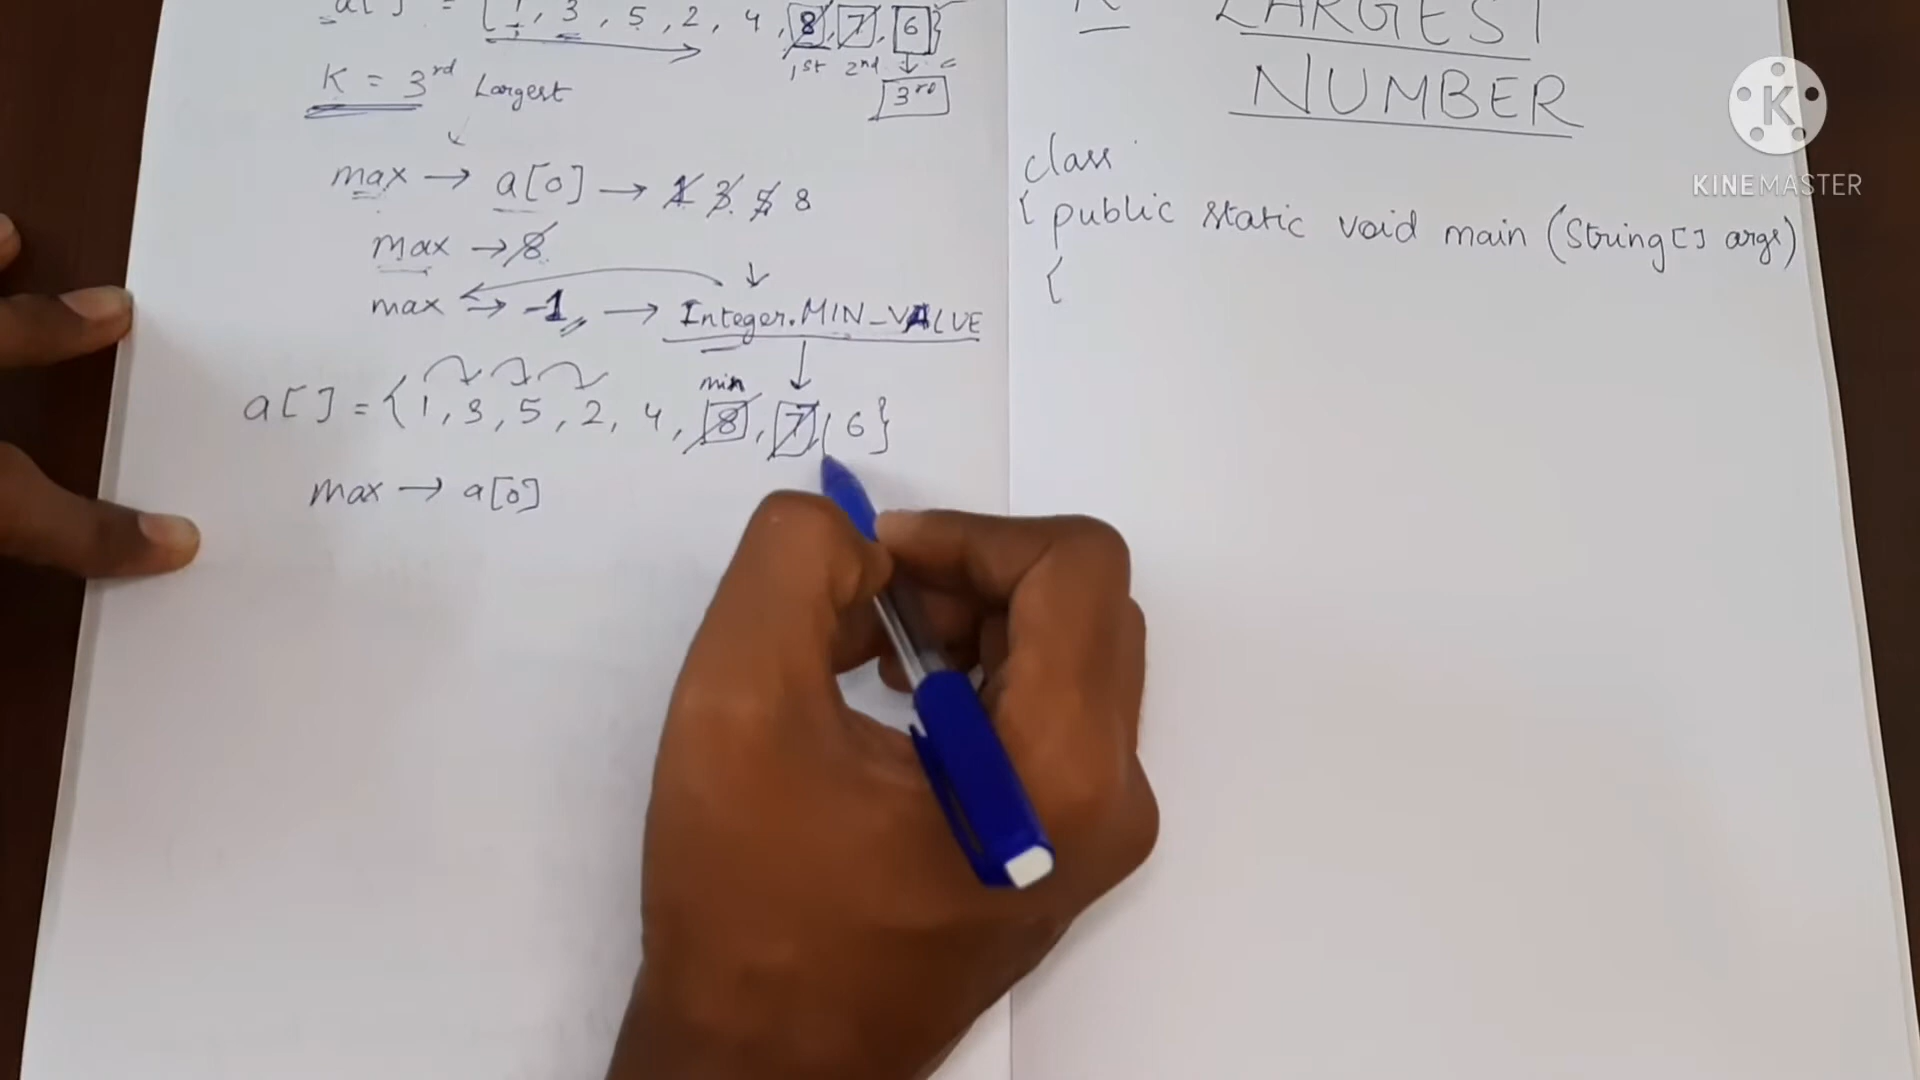 a[] = {1, 3, 5, 2, 4, 8, 7, 6}
1st 2nd
3rd
K = 3rd Largest
max → a[0] → 1 3 5 8
max → 8
max → -1 → Integer.MIN_VALUE
min
a[] = { 1, 3, 5, 2, 4, 8, 7, 6 }
max → a[0]
LARGEST
NUMBER
class
{ public static void main (String[] args)
{
K
KINEMASTER